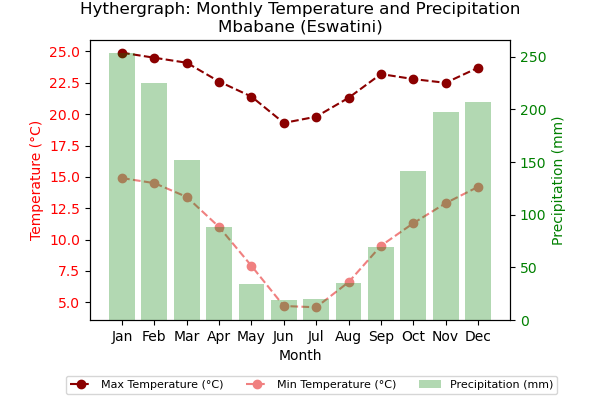 Hythergraph: Monthly Temperature and Precipitation
Mbabane (Eswatini)
Temperature (°C)
25.0
22.5
20.0
17.5
15.0
12.5
10.0
7.5
5.0
250
200
150
100
50
0
Precipitation (mm)
Jan Feb Mar Apr May Jun Jul Aug Sep Oct Nov Dec
Month
Max Temperature (°C) Min Temperature (°C) Precipitation (mm)